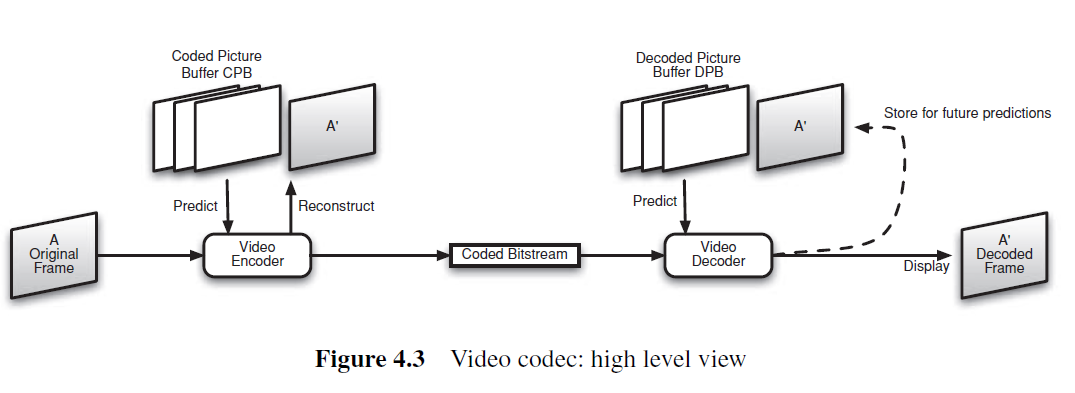 Coded Picture
Buffer CPB
A'
Predict
Reconstruct
A
Original
Frame
Video
Encoder
Coded Bitstream
Decoded Picture
Buffer DPB
A'
Store for future predictions
Predict
Video
Decoder
Display
A'
Decoded
Frame
Figure 4.3 Video codec: high level view